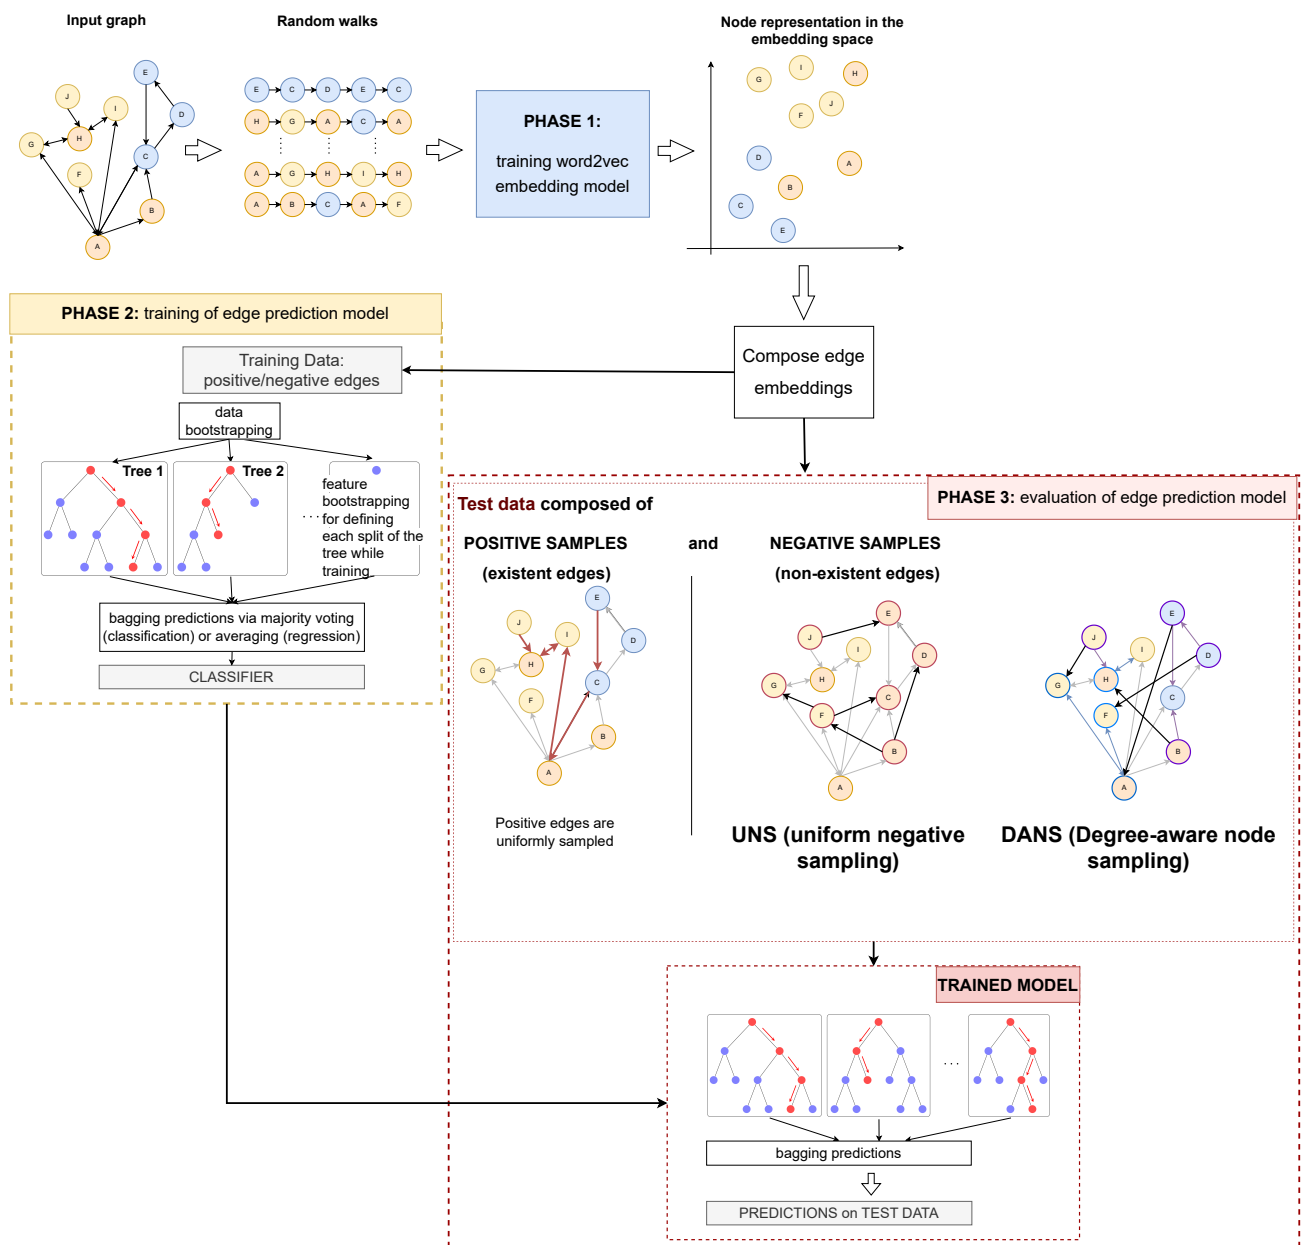 Input graph
Random walks
Node representation in the
embedding space
E
J
I
D
G
H
F
C
B
A
E C D E C
H G A C A
A G H I H
A B C A F
PHASE 1:
training word2vec
embedding model
G
I
H
J
F
D
A
B
C
E
PHASE 2: training of edge prediction model
Training Data:
positive/negative edges
data
bootstrapping
Tree 1
Tree 2
feature
bootstrapping
for defining
each split of the
tree while
training
...
bagging predictions via majority voting
(classification) or averaging (regression)
CLASSIFIER
Compose edge
embeddings
PHASE 3: evaluation of edge prediction model
Test data composed of
POSITIVE SAMPLES
(existent edges)
and
NEGATIVE SAMPLES
(non-existent edges)
E
J
I
D
G
H
C
F
B
A
Positive edges are
uniformly sampled
E
J
I
D
G
H
C
F
B
A
UNS (uniform negative
sampling)
E
J
I
D
G
H
C
F
B
A
DANS (Degree-aware node
sampling)
TRAINED MODEL
...
bagging predictions
PREDICTIONS on TEST DATA